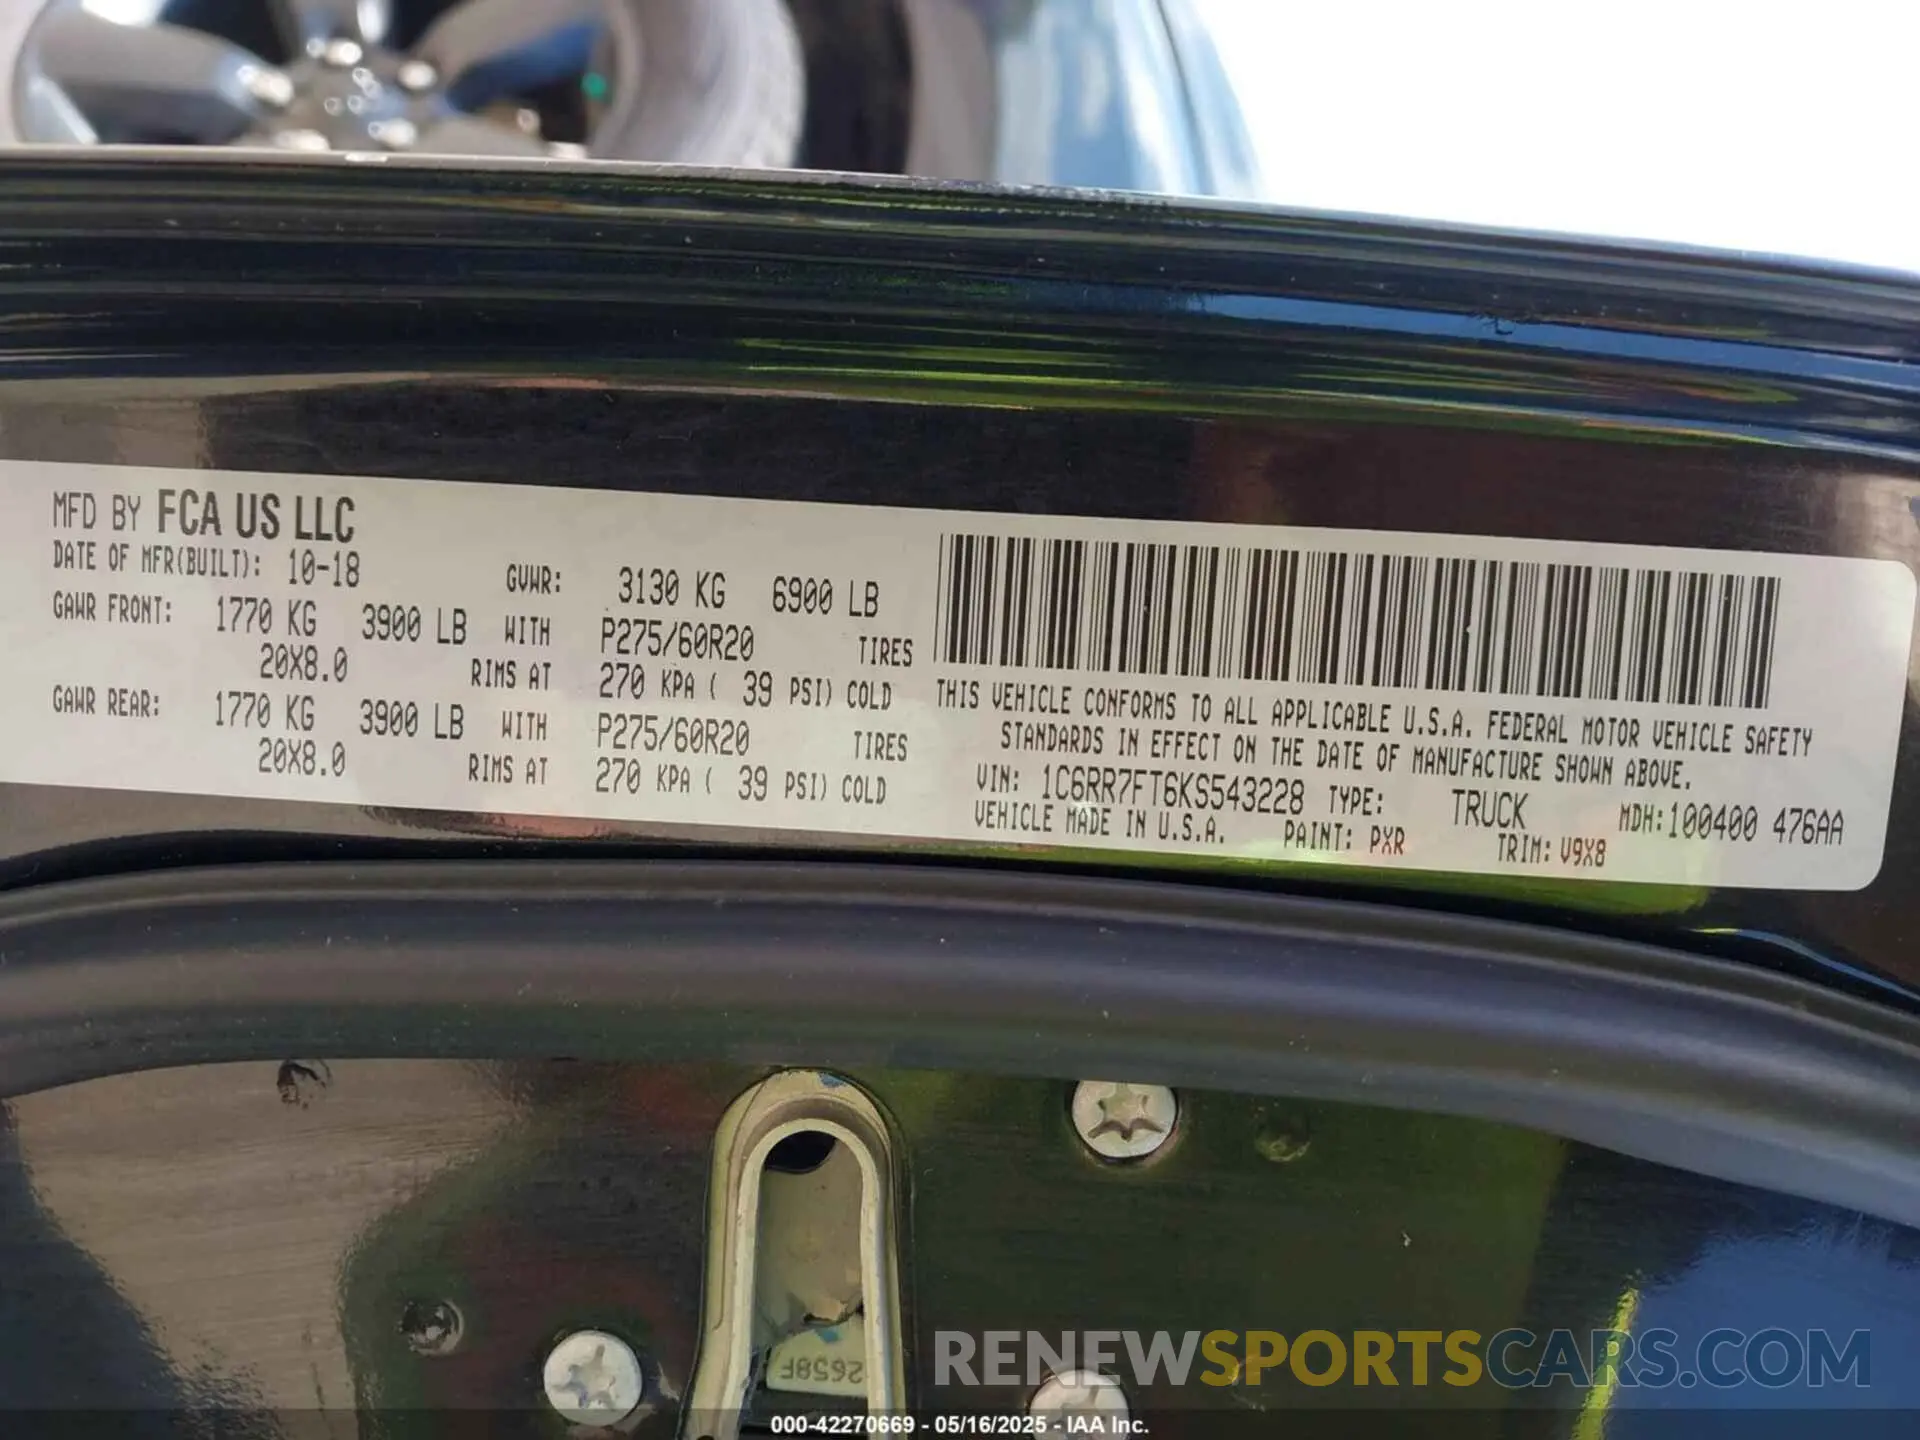 MFD BY FCA US LLC
DATE OF MFR(BUILT): 10-18
GVWR: 3130 KG 6900 LB
GAWR FRONT: 1770 KG 3900 LB WITH P275/60R20 TIRES
20X8.0 RIMS AT 270 KPA ( 39 PSI) COLD
GAWR REAR: 1770 KG 3900 LB WITH P275/60R20 TIRES
20X8.0 RIMS AT 270 KPA ( 39 PSI) COLD
THIS VEHICLE CONFORMS TO ALL APPLICABLE U.S.A. FEDERAL MOTOR VEHICLE SAFETY
STANDARDS IN EFFECT ON THE DATE OF MANUFACTURE SHOWN ABOVE.
VIN: 1C6RR7FT6KS543228 TYPE: TRUCK MDH:100400 476AA
VEHICLE MADE IN U.S.A. PAINT: PXR TRIM: V9X8
2658F
RENEWSPORTSCARS.COM
000-42270669 - 05/16/2025 - IAA Inc.